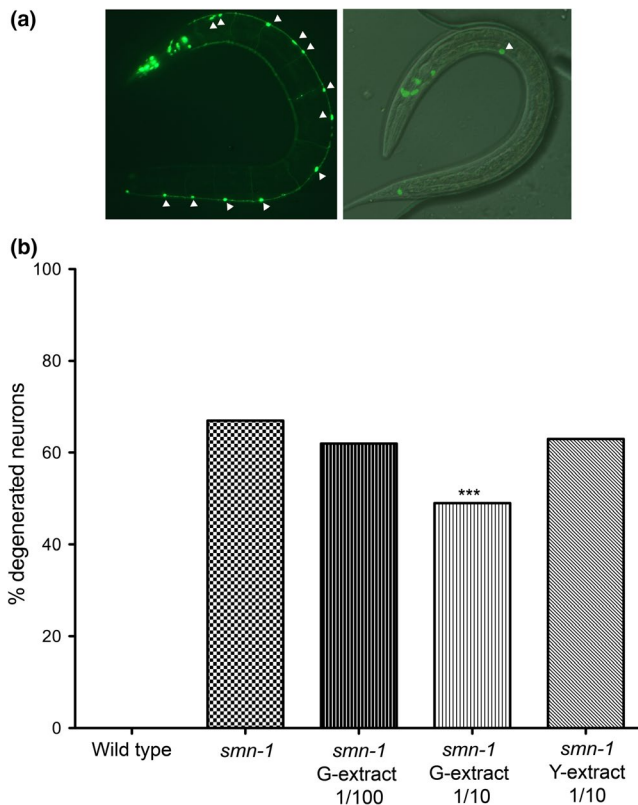 (a)
(b)
100
80
60
40
20
0
% degenerated neurons
***
Wild type
smn-1
smn-1
G-extract
1/100
smn-1
G-extract
1/10
smn-1
Y-extract
1/10